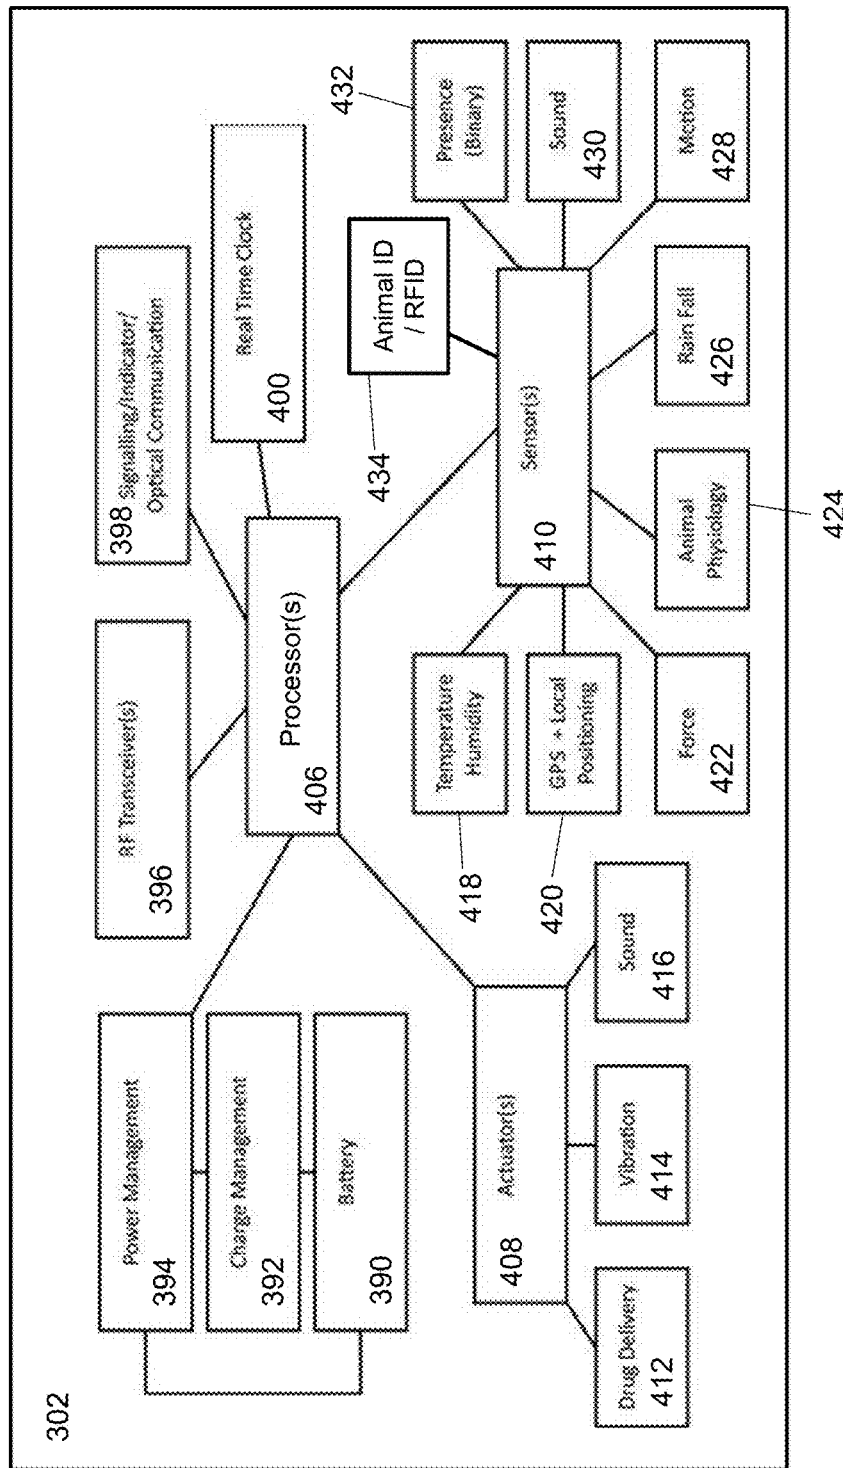 302
Power Management
394
Charge Management
392
Battery
390
RF Transceiver(s)
396
Signalling/Indicator/
Optical Communication
398
Real Time Clock
400
Processor(s)
406
Actuator(s)
408
Drug Delivery
412
Vibration
414
Sound
416
Sensor(s)
410
Temperature
Humidity
418
GPS + Local
Positioning
420
Force
422
Animal
Physiology
424
Rain Fall
426
Motion
428
Sound
430
Presence
(Binary)
432
Animal ID
/ RFID
434